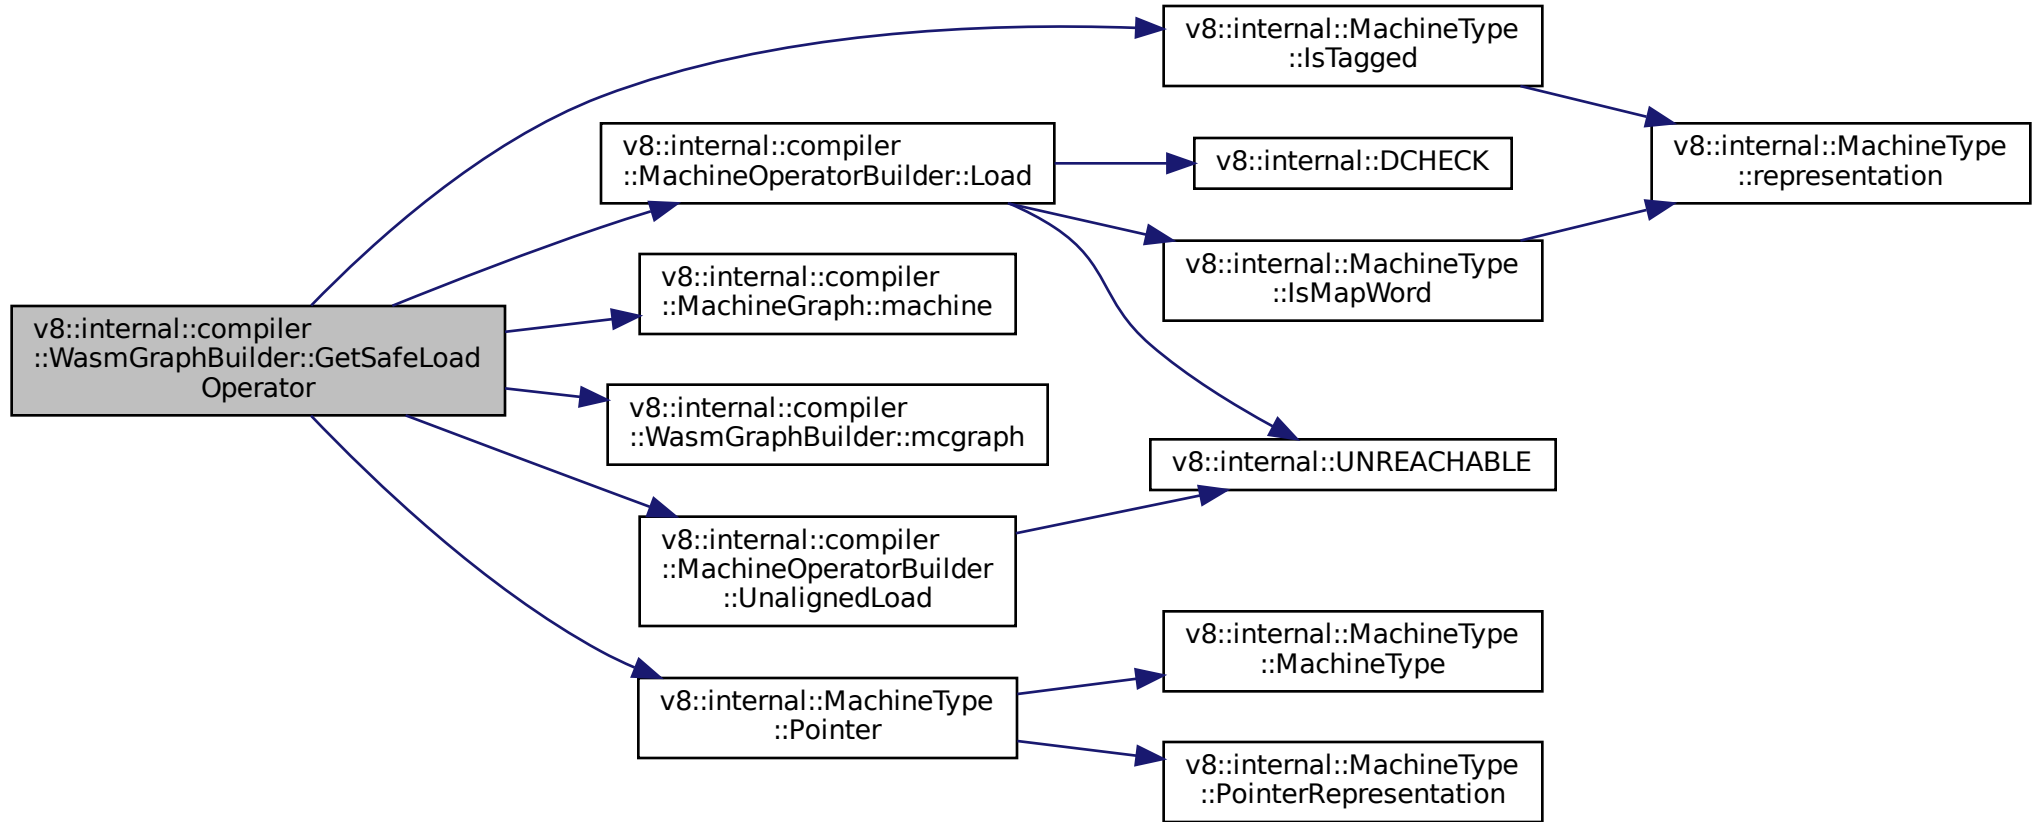 v8::internal::compiler
::WasmGraphBuilder::GetSafeLoad
Operator
v8::internal::MachineType
::IsTagged
v8::internal::compiler
::MachineOperatorBuilder::Load
v8::internal::compiler
::MachineGraph::machine
v8::internal::compiler
::WasmGraphBuilder::mcgraph
v8::internal::compiler
::MachineOperatorBuilder
::UnalignedLoad
v8::internal::MachineType
::Pointer
v8::internal::DCHECK
v8::internal::MachineType
::IsMapWord
v8::internal::UNREACHABLE
v8::internal::MachineType
::MachineType
v8::internal::MachineType
::PointerRepresentation
v8::internal::MachineType
::representation